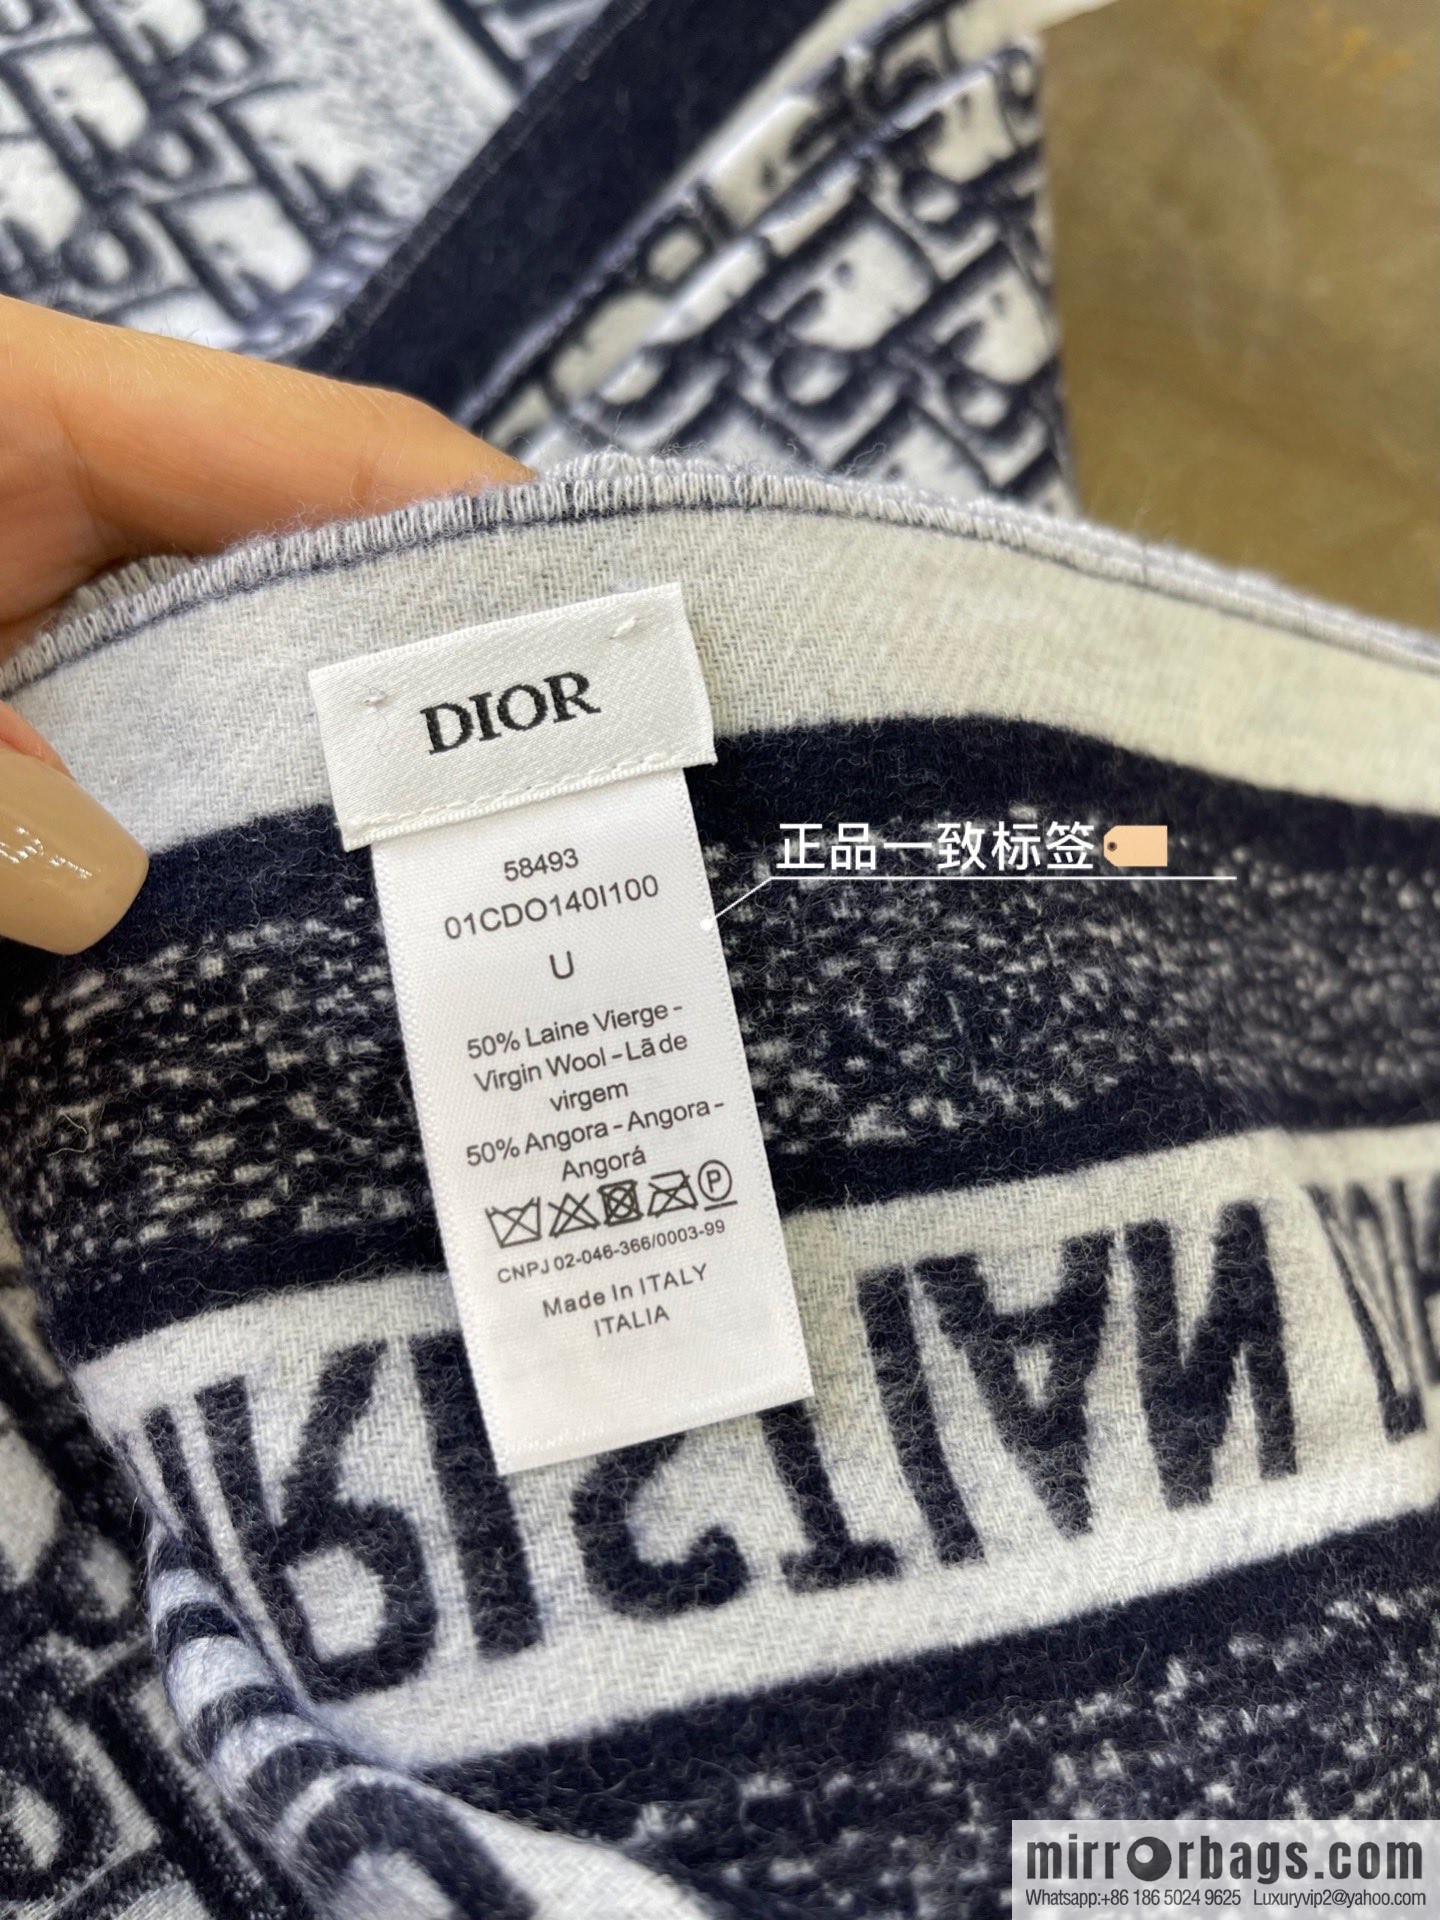 DIOR
58493
01CDO140I100
U
50% Laine Vierge -
Virgin Wool - Lã de
virgem
50% Angora - Angora -
Angorá
P
CNPJ 02-046-366/0003-99
Made In ITALY
ITALIA
正品一致标签
CHRISTIAN
mirrorbags.com
Whatsapp:+86 186 5024 9625 Luxuryvip2@yahoo.com